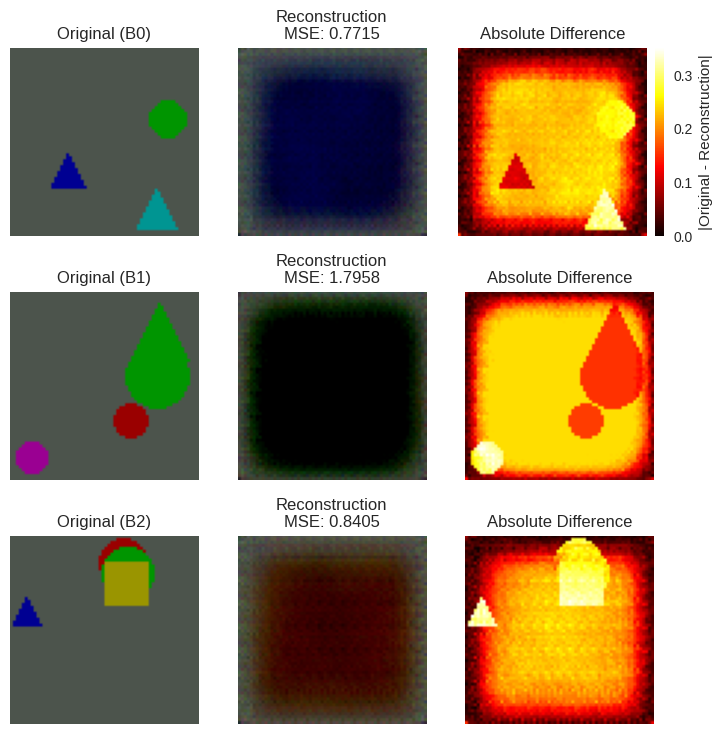 Original (B0)
Reconstruction
MSE: 0.7715
Absolute Difference
0.3
0.2
0.1
0.0
|Original - Reconstruction|
Original (B1)
Reconstruction
MSE: 1.7958
Absolute Difference
Original (B2)
Reconstruction
MSE: 0.8405
Absolute Difference